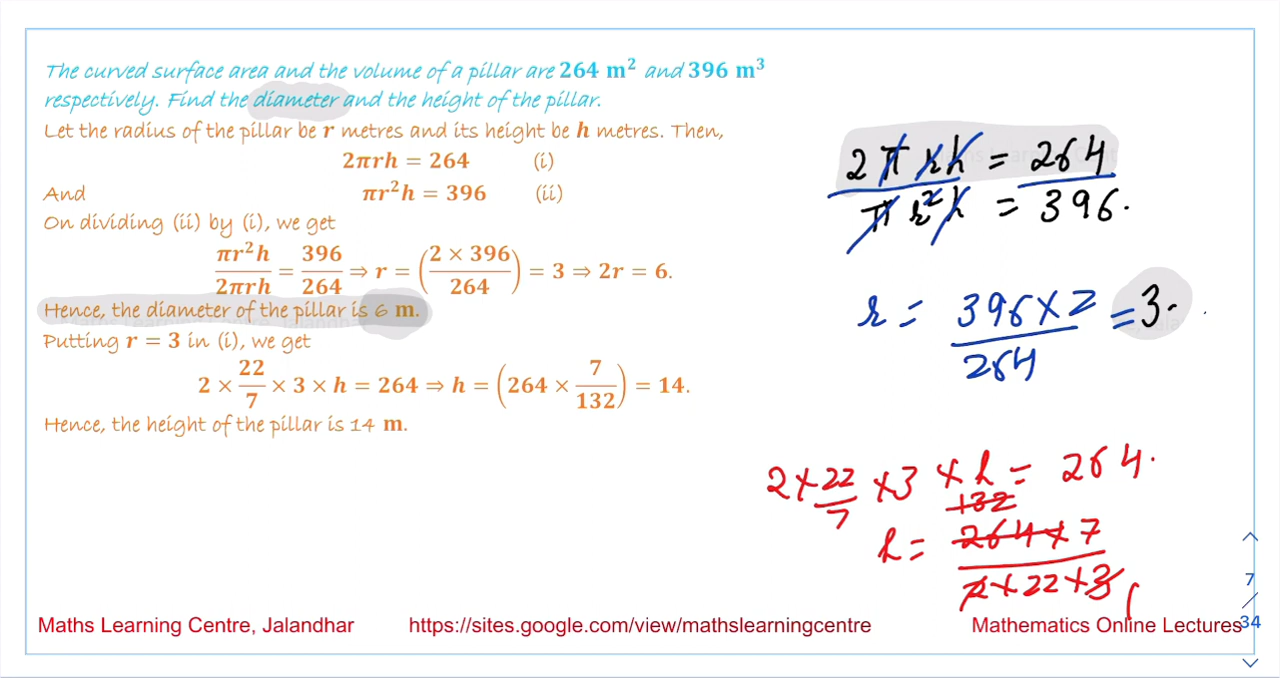 The curved surface area and the volume of a pillar are 264 m² and 396 m³
respectively. Find the diameter and the height of the pillar.
Let the radius of the pillar be r metres and its height be h metres. Then,
2πrh = 264 (i)
And πr²h = 396 (ii)
On dividing (ii) by (i), we get
πr²h/2πrh = 396/264 ⇒ r = (2 × 396/264) = 3 ⇒ 2r = 6.
Hence, the diameter of the pillar is 6 m.
Putting r = 3 in (i), we get
2 × 22/7 × 3 × h = 264 ⇒ h = (264 × 7/132) = 14.
Hence, the height of the pillar is 14 m.
2πrh = 264
πr²h = 396.
r = 396×2/264 = 3.
2×22/7 ×3 ×h = 264.
132
h = 264×7/2×22×3
Maths Learning Centre, Jalandhar https://sites.google.com/view/mathslearningcentre Mathematics Online Lectures
7
/
34